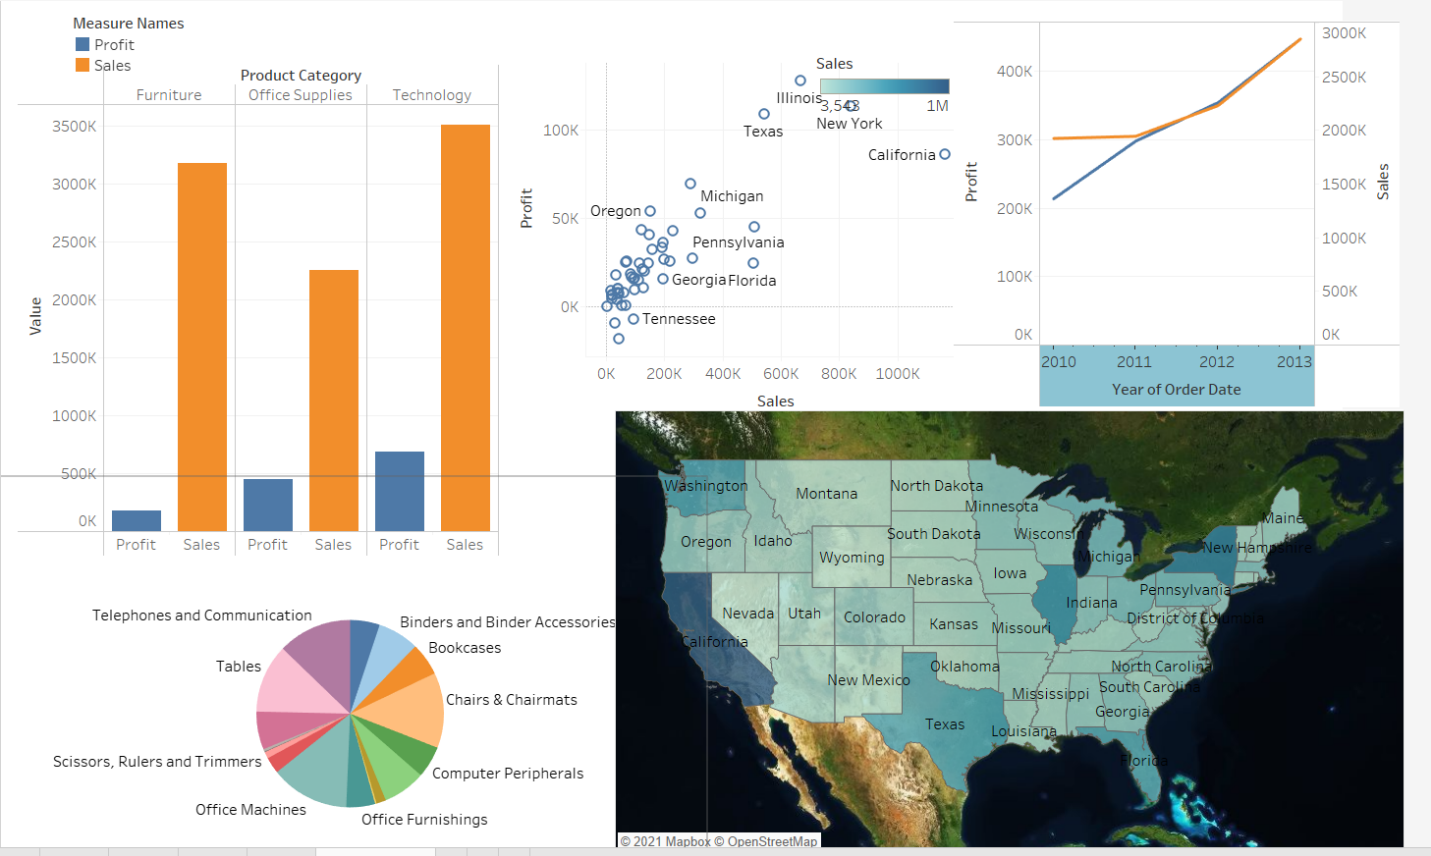 Measure Names
Profit
Sales
Product Category
Furniture
Office Supplies
Technology
3500K
3000K
2500K
2000K
1500K
1000K
500K
0K
Value
Profit
Sales
Profit
Sales
Profit
Sales
Sales
3,543
1M
Illinois
New York
Texas
California
Michigan
Oregon
Pennsylvania
Georgia
Florida
Tennessee
100K
50K
0K
Profit
0K
200K
400K
600K
800K
1000K
Sales
400K
300K
200K
100K
0K
Profit
3000K
2500K
2000K
1500K
1000K
500K
0K
Sales
2010
2011
2012
2013
Year of Order Date
Telephones and Communication
Binders and Binder Accessories
Bookcases
Tables
Chairs & Chairmats
Scissors, Rulers and Trimmers
Computer Peripherals
Office Machines
Office Furnishings
Washington
Montana
North Dakota
Minnesota
Maine
Oregon
Idaho
South Dakota
Wisconsin
Michigan
New Hampshire
Wyoming
Nebraska
Iowa
Pennsylvania
Nevada
Utah
Colorado
Kansas
Missouri
Indiana
District of Columbia
California
New Mexico
Oklahoma
North Carolina
Mississippi
South Carolina
Georgia
Texas
Louisiana
Florida
© 2021 Mapbox © OpenStreetMap